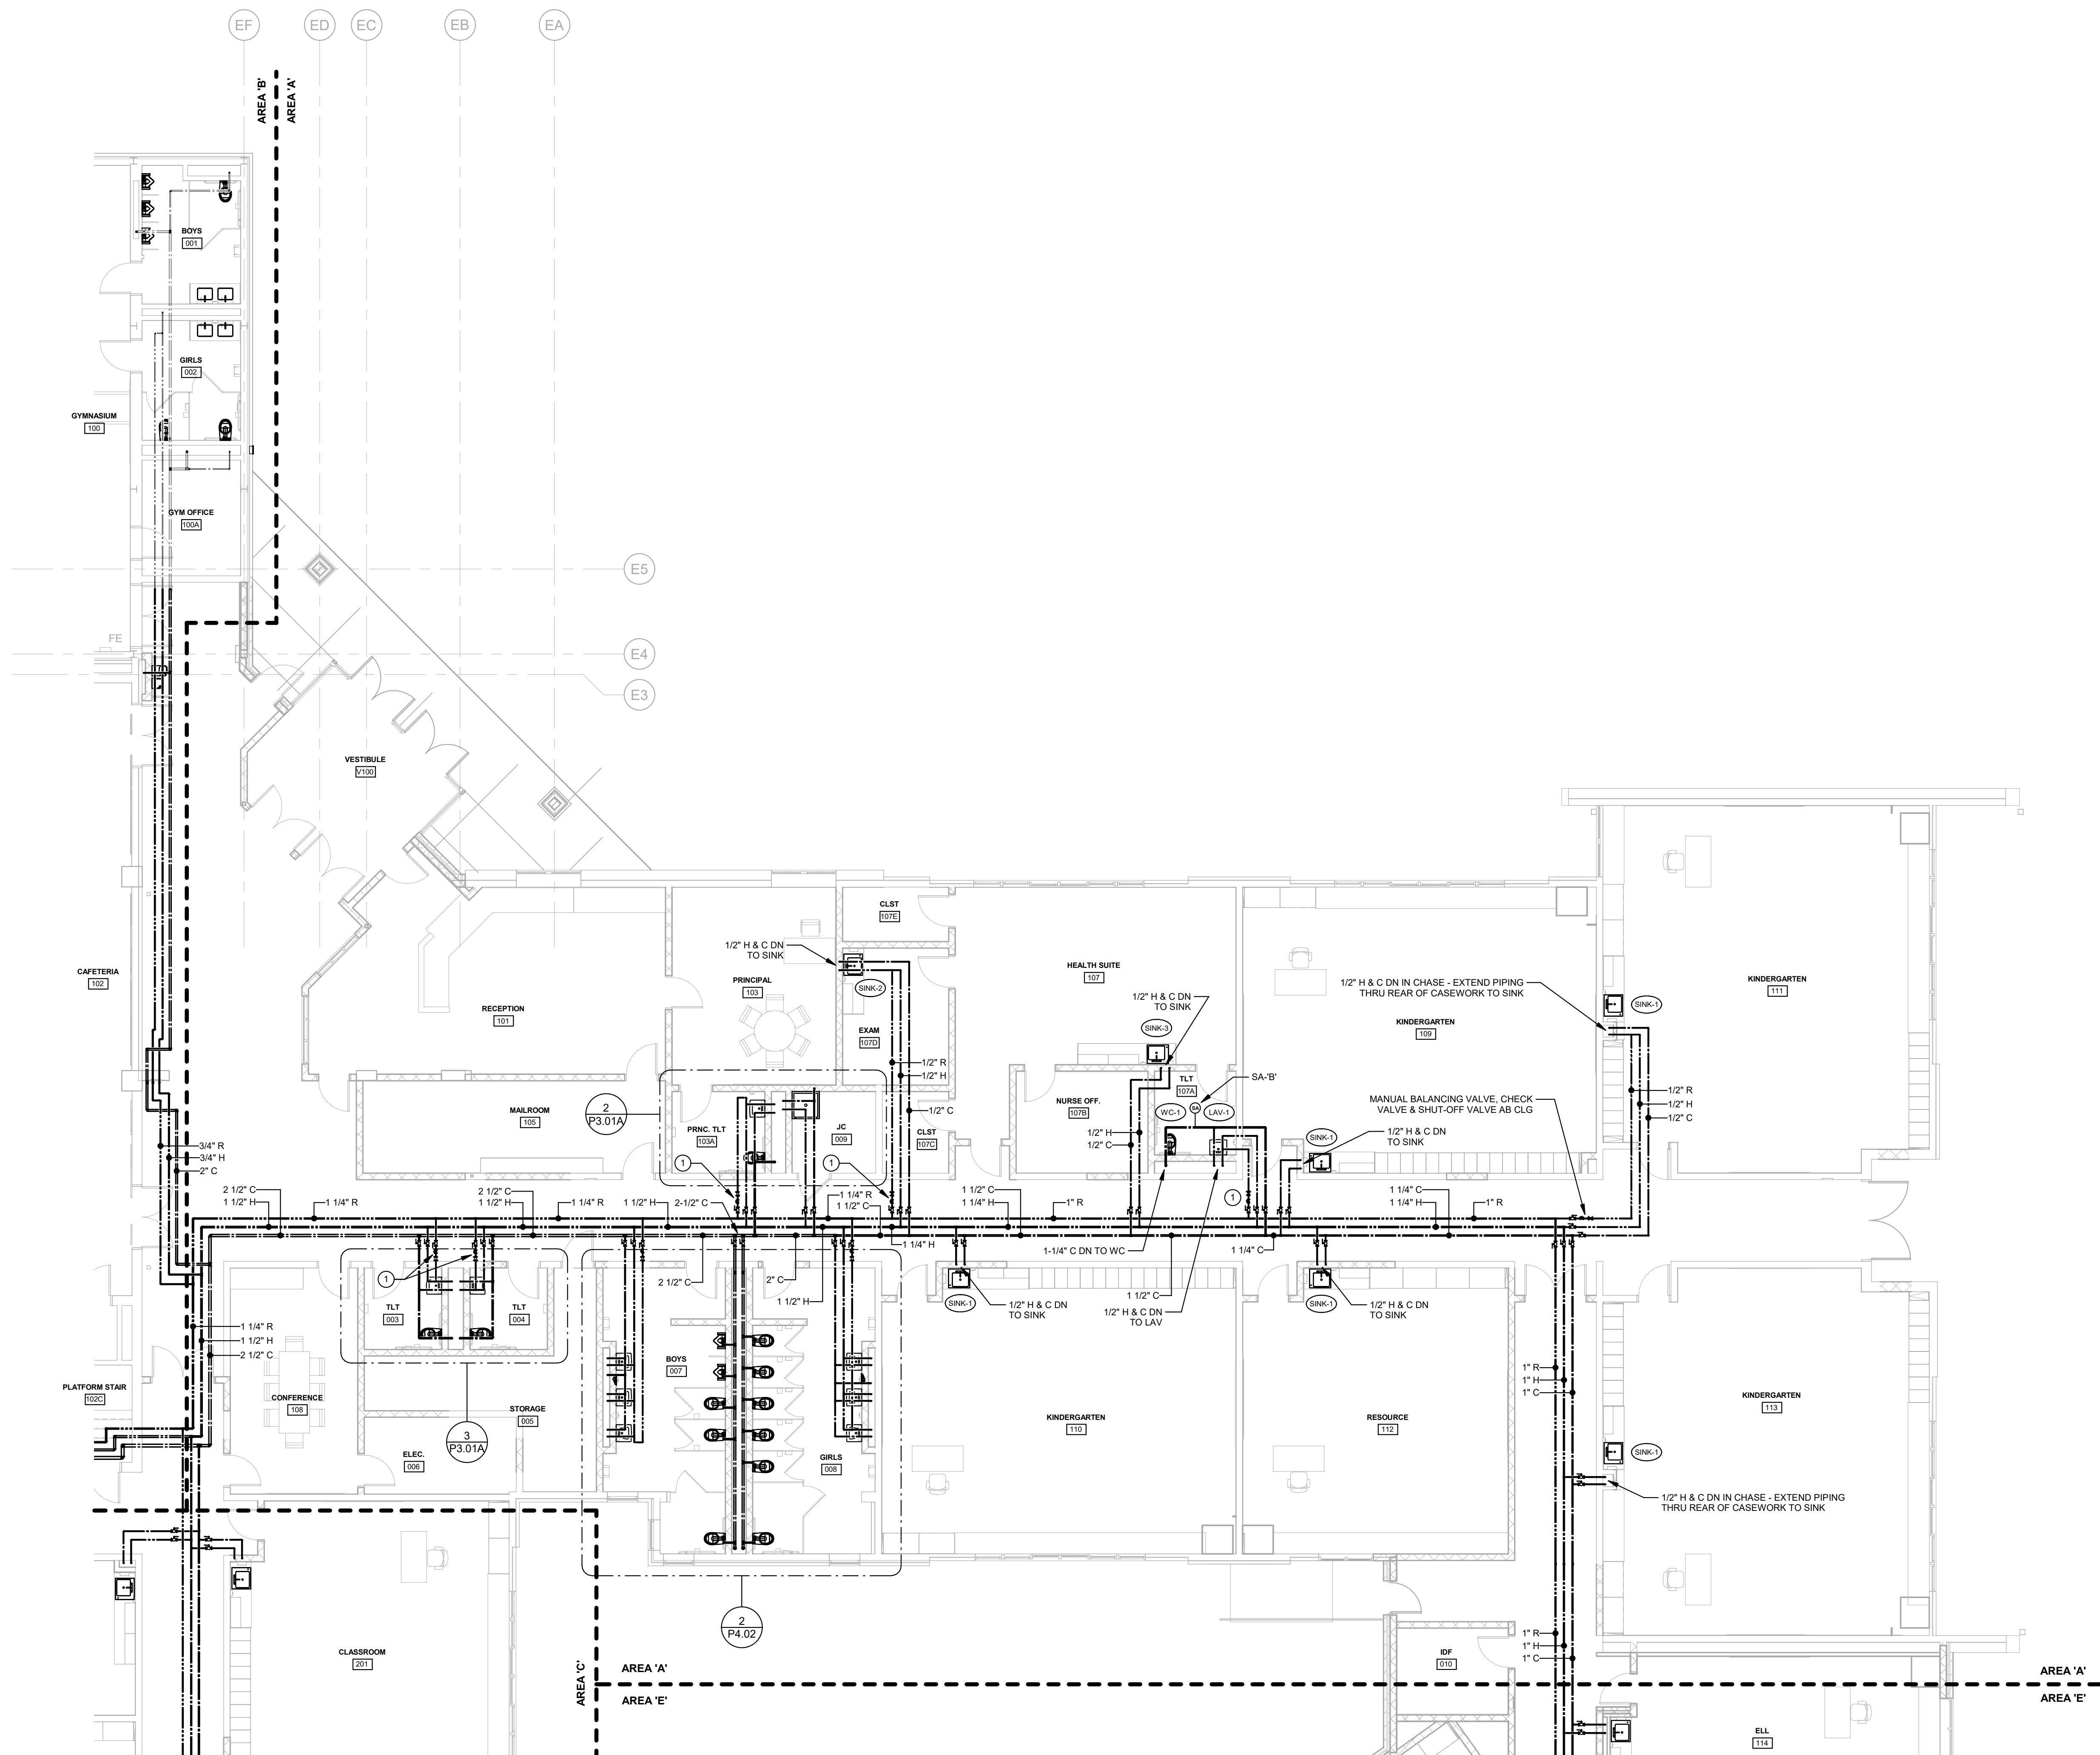 EF
ED
EC
EB
EA
AREA 'B'
AREA 'A'
BOYS
001
GIRLS
002
GYMNASIUM
100
GYM OFFICE
100A
E5
FE
E4
E3
VESTIBULE
V100
CAFETERIA
102
RECEPTION
101
PRINCIPAL
103
1/2" H & C DN
TO SINK
SINK-2
CLST
107E
EXAM
107D
1/2" R
1/2" H
1/2" C
HEALTH SUITE
107
1/2" H & C DN
TO SINK
SINK-3
NURSE OFF.
107B
TLT
107A
SA-'B'
SA
WC-1
LAV-1
1/2" H
1/2" C
KINDERGARTEN
109
1/2" H & C DN IN CHASE - EXTEND PIPING
THRU REAR OF CASEWORK TO SINK
SINK-1
KINDERGARTEN
111
MANUAL BALANCING VALVE, CHECK
VALVE & SHUT-OFF VALVE AB CLG
SINK-1
1/2" H & C DN
TO SINK
1/2" R
1/2" H
1/2" C
MAILROOM
105
2
P3.01A
PRNC. TLT
103A
JC
009
CLST
107C
1
1
1
3/4" R
3/4" H
2" C
2 1/2" C
1 1/2" H
1 1/4" R
2 1/2" C
1 1/2" H
1 1/4" R
1 1/2" H
2-1/2" C
1 1/4" R
1 1/2" C
1 1/2" C
1 1/4" H
1" R
1 1/4" C
1 1/4" H
1" R
1 1/4" H
1-1/4" C DN TO WC
1 1/4" C
2 1/2" C
2" C
1 1/2" H
1 1/2" C
1/2" H & C DN
TO LAV
1
TLT
003
TLT
004
1 1/4" R
1 1/2" H
2 1/2" C
SINK-1
1/2" H & C DN
TO SINK
SINK-1
1/2" H & C DN
TO SINK
PLATFORM STAIR
102C
CONFERENCE
108
STORAGE
005
ELEC.
006
3
P3.01A
BOYS
007
GIRLS
008
KINDERGARTEN
110
RESOURCE
112
1" R
1" H
1" C
KINDERGARTEN
113
SINK-1
1/2" H & C DN IN CHASE - EXTEND PIPING
THRU REAR OF CASEWORK TO SINK
2
P4.02
CLASSROOM
201
AREA 'C'
AREA 'A'
AREA 'E'
IDF
010
1" R
1" H
1" C
AREA 'A'
AREA 'E'
ELL
114